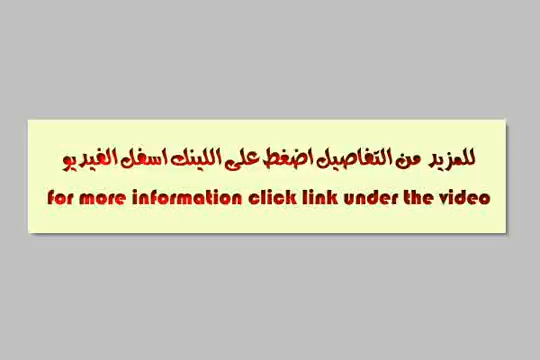 للمزيد من التفاصيل اضغط على اللينك اسفل الفيديو
for more information click link under the video